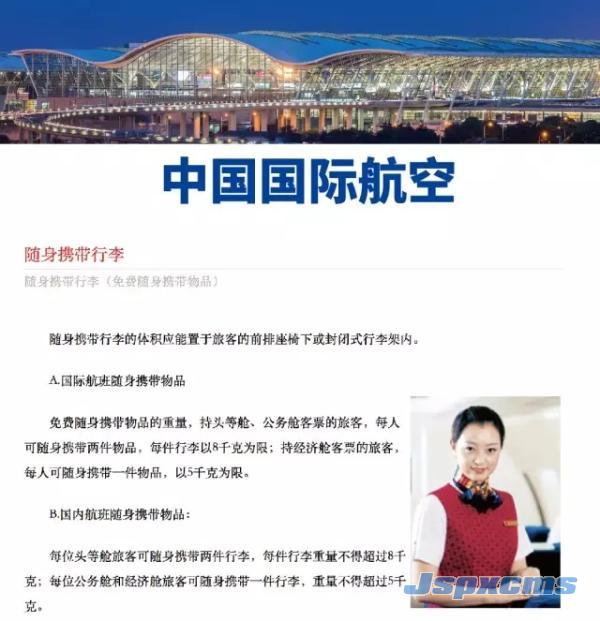 中国国际航空
随身携带行李
随身携带行李（免费随身携带物品）
随身携带行李的体积应能置于旅客的前排座椅下或封闭式行李架内。
A.国际航班随身携带物品
免费随身携带物品的重量，持头等舱、公务舱客票的旅客，每人
可随身携带两件物品，每件行李以8千克为限；持经济舱客票的旅客，
每人可随身携带一件物品，以5千克为限。
B.国内航班随身携带物品：
每位头等舱旅客可随身携带两件行李，每件行李重量不得超过8千
克；每位公务舱和经济舱旅客可随身携带一件行李，重量不得超过5千
克。
Jspxcms